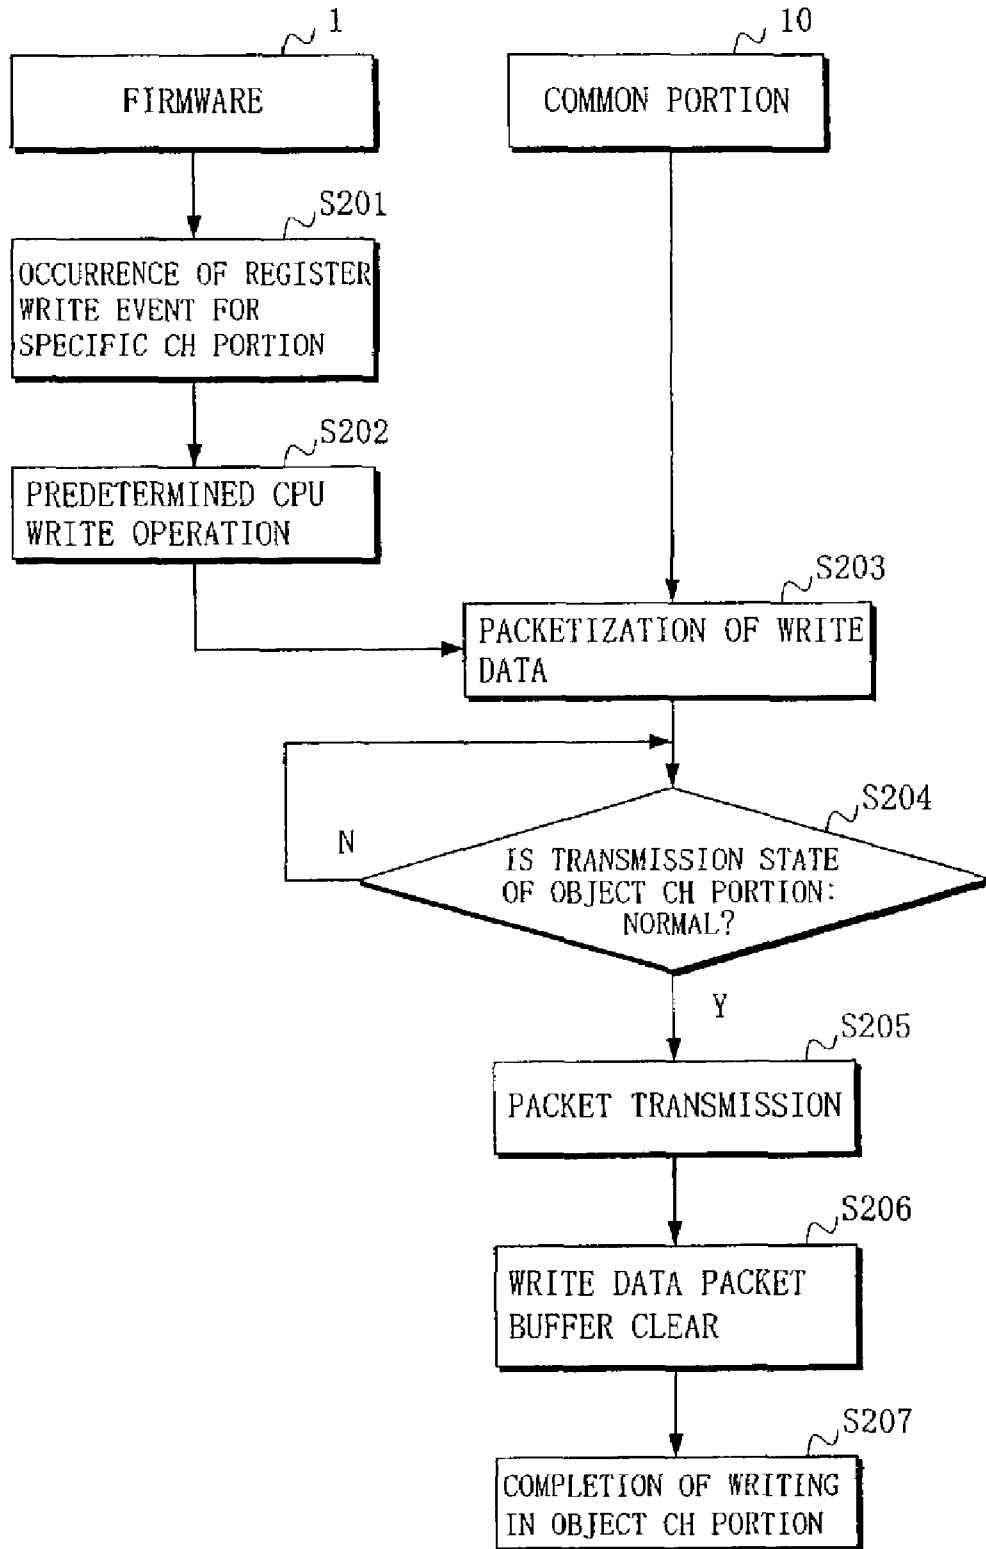 1
10
FIRMWARE
COMMON PORTION
S201
OCCURRENCE OF REGISTER
WRITE EVENT FOR
SPECIFIC CH PORTION
S202
PREDETERMINED CPU
WRITE OPERATION
S203
PACKETIZATION OF WRITE
DATA
S204
N
IS TRANSMISSION STATE
OF OBJECT CH PORTION:
NORMAL?
Y
S205
PACKET TRANSMISSION
S206
WRITE DATA PACKET
BUFFER CLEAR
S207
COMPLETION OF WRITING
IN OBJECT CH PORTION